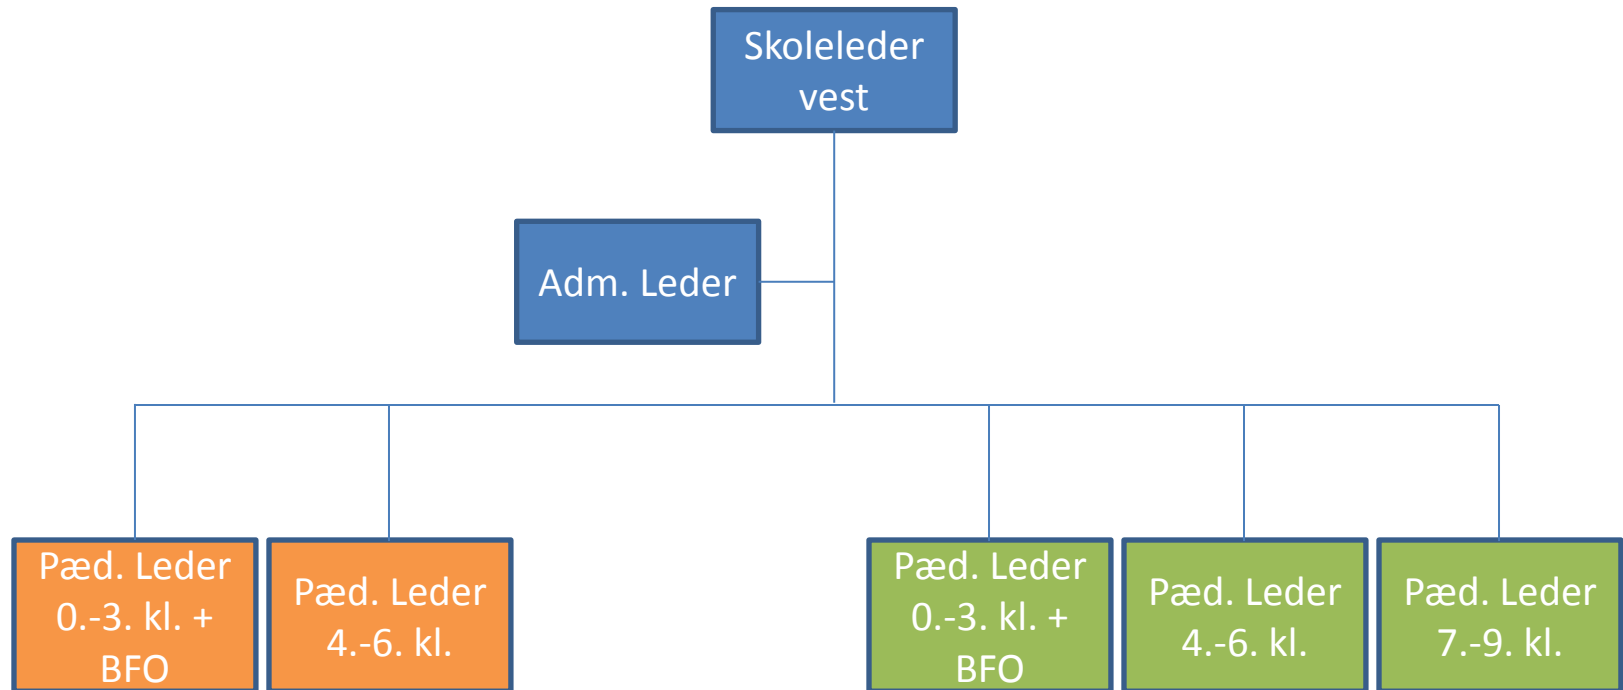 Skoleleder
vest
Adm. Leder
Pæd. Leder
0.-3. kl. +
BFO
Pæd. Leder
4.-6. kl.
Pæd. Leder
0.-3. kl. +
BFO
Pæd. Leder
4.-6. kl.
Pæd. Leder
7.-9. kl.